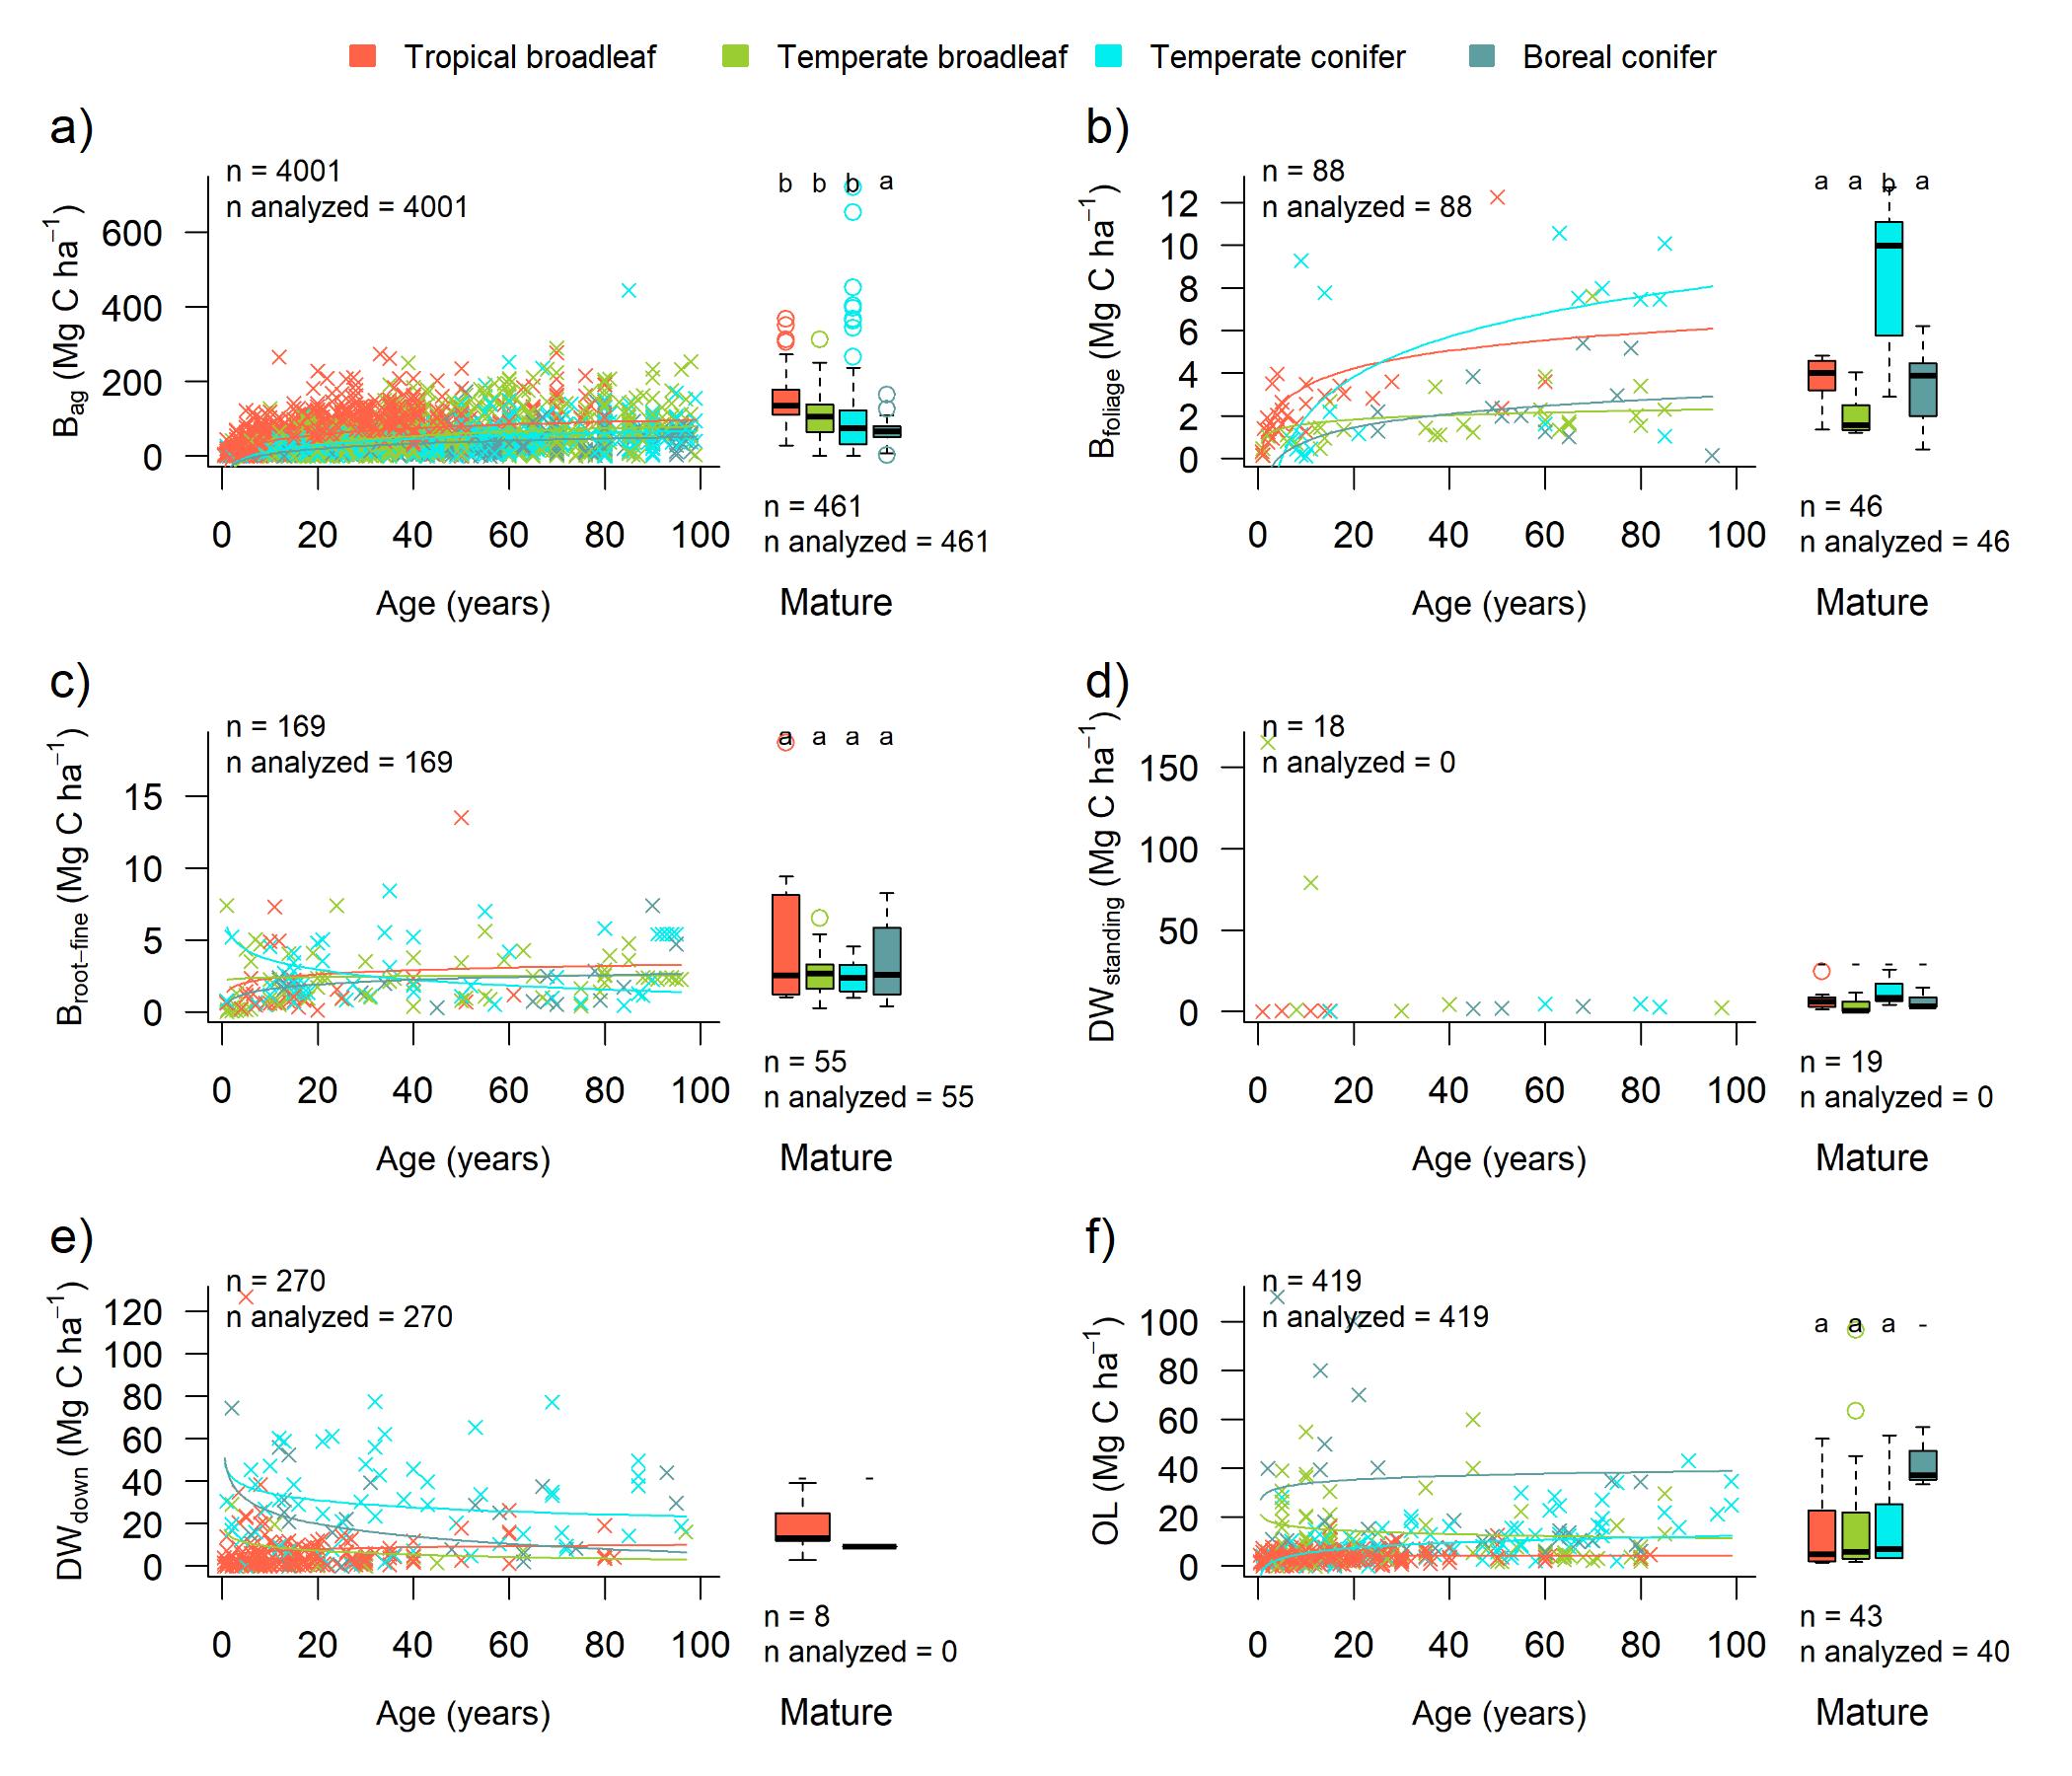 Tropical broadleaf Temperate broadleaf Temperate conifer Boreal conifer
a)
n = 4001
n analyzed = 4001
b b b a
600
400
200
0
Bag (Mg C ha−1)
0 20 40 60 80 100
Age (years)
n = 461
n analyzed = 461
Mature
b)
n = 88
n analyzed = 88
a a b a
12
10
8
6
4
2
0
Bfoliage (Mg C ha−1)
0 20 40 60 80 100
Age (years)
n = 46
n analyzed = 46
Mature
c)
n = 169
n analyzed = 169
a a a a
15
10
5
0
Broot−fine (Mg C ha−1)
0 20 40 60 80 100
Age (years)
n = 55
n analyzed = 55
Mature
d)
n = 18
n analyzed = 0
- - - -
150
100
50
0
DWstanding (Mg C ha−1)
0 20 40 60 80 100
Age (years)
n = 19
n analyzed = 0
Mature
e)
n = 270
n analyzed = 270
- -
120
100
80
60
40
20
0
DWdown (Mg C ha−1)
0 20 40 60 80 100
Age (years)
n = 8
n analyzed = 0
Mature
f)
n = 419
n analyzed = 419
a a a -
100
80
60
40
20
0
OL (Mg C ha−1)
0 20 40 60 80 100
Age (years)
n = 43
n analyzed = 40
Mature